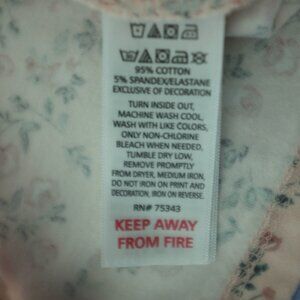 95% COTTON
5% SPANDEX/ELASTANE
EXCLUSIVE OF DECORATION
TURN INSIDE OUT,
MACHINE WASH COOL,
WASH WITH LIKE COLORS,
ONLY NON-CHLORINE
BLEACH WHEN NEEDED,
TUMBLE DRY LOW,
REMOVE PROMPTLY
FROM DRYER, MEDIUM IRON,
DO NOT IRON ON PRINT AND
DECORATION, IRON ON REVERSE.
RN# 75343
KEEP AWAY
FROM FIRE